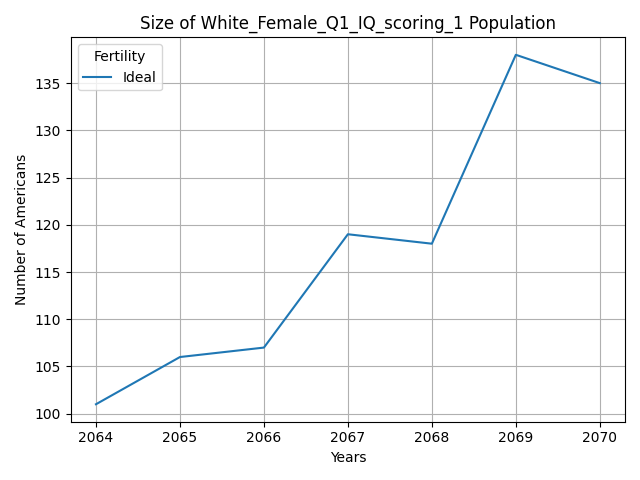 Size of White_Female_Q1_IQ_scoring_1 Population
Fertility
Ideal
Number of Americans
135
130
125
120
115
110
105
100
2064 2065 2066 2067 2068 2069 2070
Years